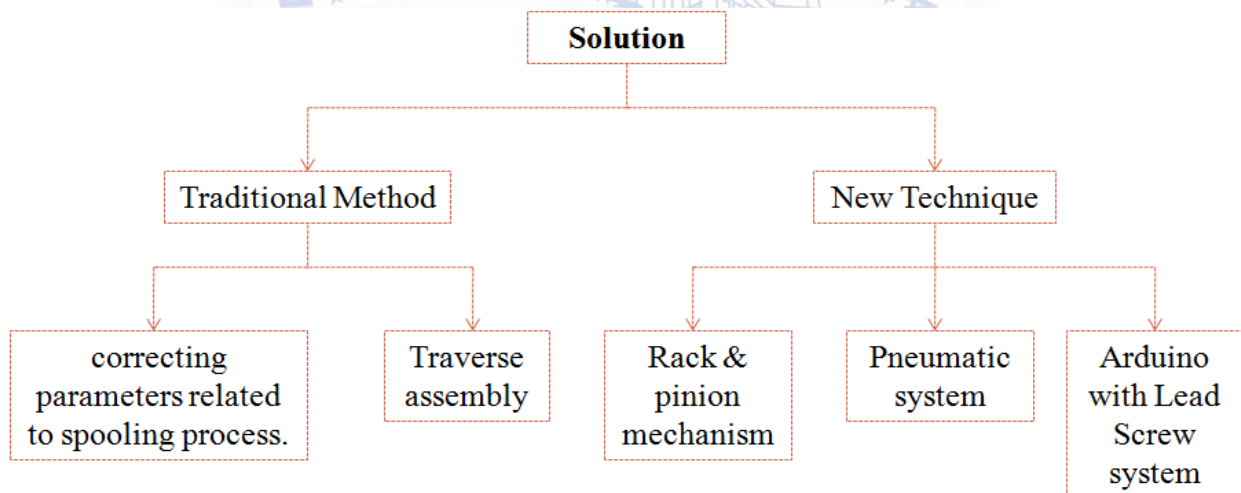 Solution
Traditional Method
New Technique
correcting
parameters related
to spooling process.
Traverse
assembly
Rack &
pinion
mechanism
Pneumatic
system
Arduino
with Lead
Screw
system